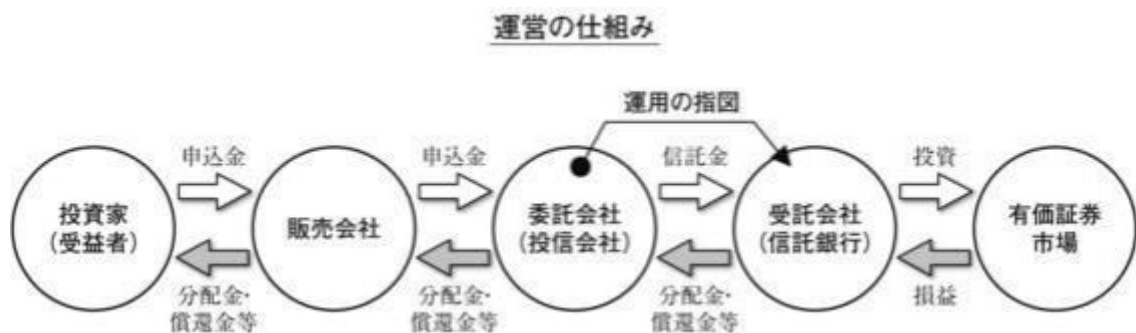 運営の仕組み
運用の指図
申込金
申込金
信託金
投資
投資家
(受益者)
販売会社
委託会社
(投信会社)
受託会社
(信託銀行)
有価証券
市場
分配金・
償還金等
分配金・
償還金等
分配金・
償還金等
損益